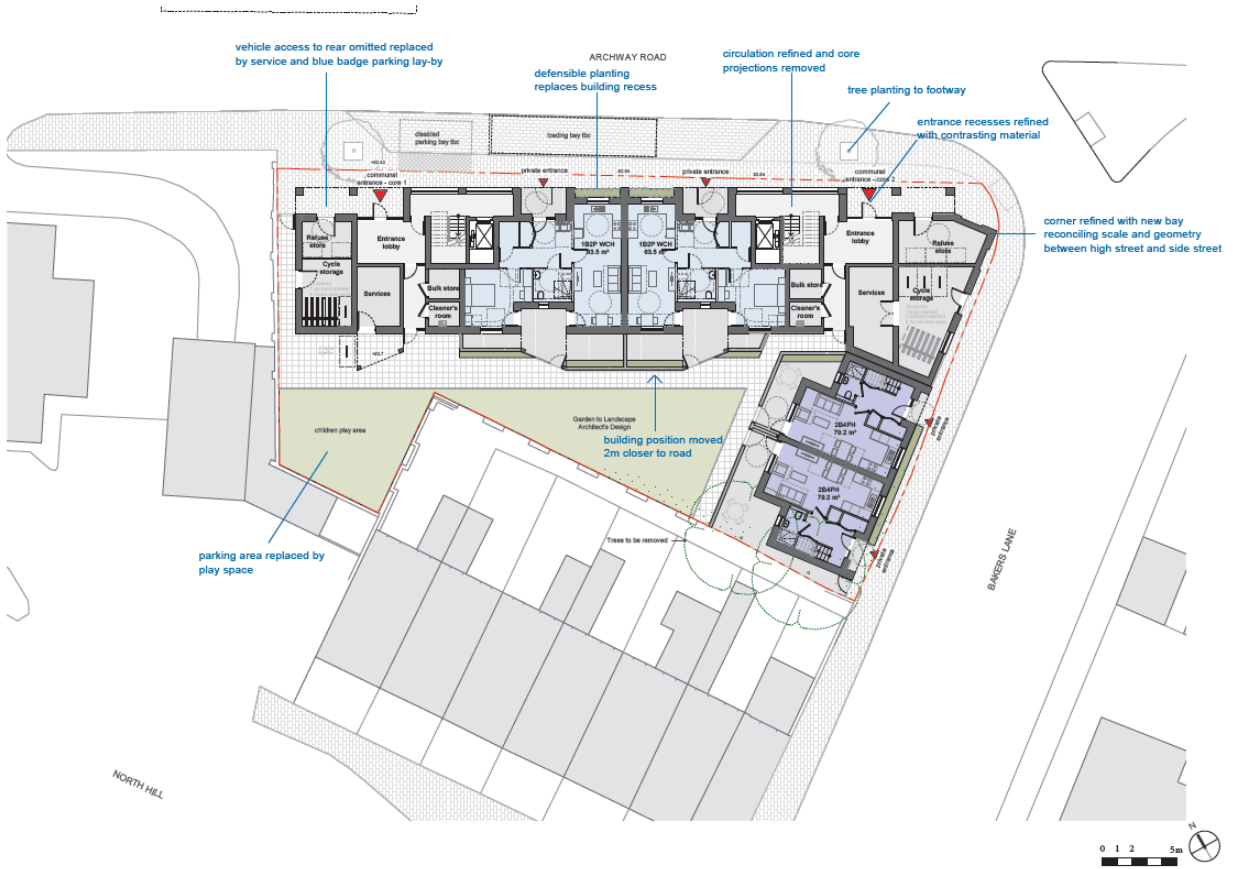 vehicle access to rear omitted replaced
by service and blue badge parking lay-by
ARCHWAY ROAD
defensible planting
replaces building recess
circulation refined and core
projections removed
tree planting to footway
entrance recesses refined
with contrasting material
disabled
parking bay tbc
loading bay tbc
communal
entrance - core 1
private entrance
private entrance
communal
entrance - core 2
corner refined with new bay
reconciling scale and geometry
between high street and side street
Refuse
store
Entrance
lobby
1B2P WCH
63.5 m²
1B2P WCH
63.5 m²
Entrance
lobby
Refuse
store
Cycle
storage
Services
Bulk store
Cleaner's
room
Bulk store
Cleaner's
room
Services
Cycle
storage
children play area
Garden to Landscape
Architect's Design
building position moved
2m closer to road
2B4PH
79.2 m²
private
entrance
2B4PH
79.2 m²
private
entrance
Trees to be removed
parking area replaced by
play space
BAKERS LANE
NORTH HILL
N
0 1 2 5m